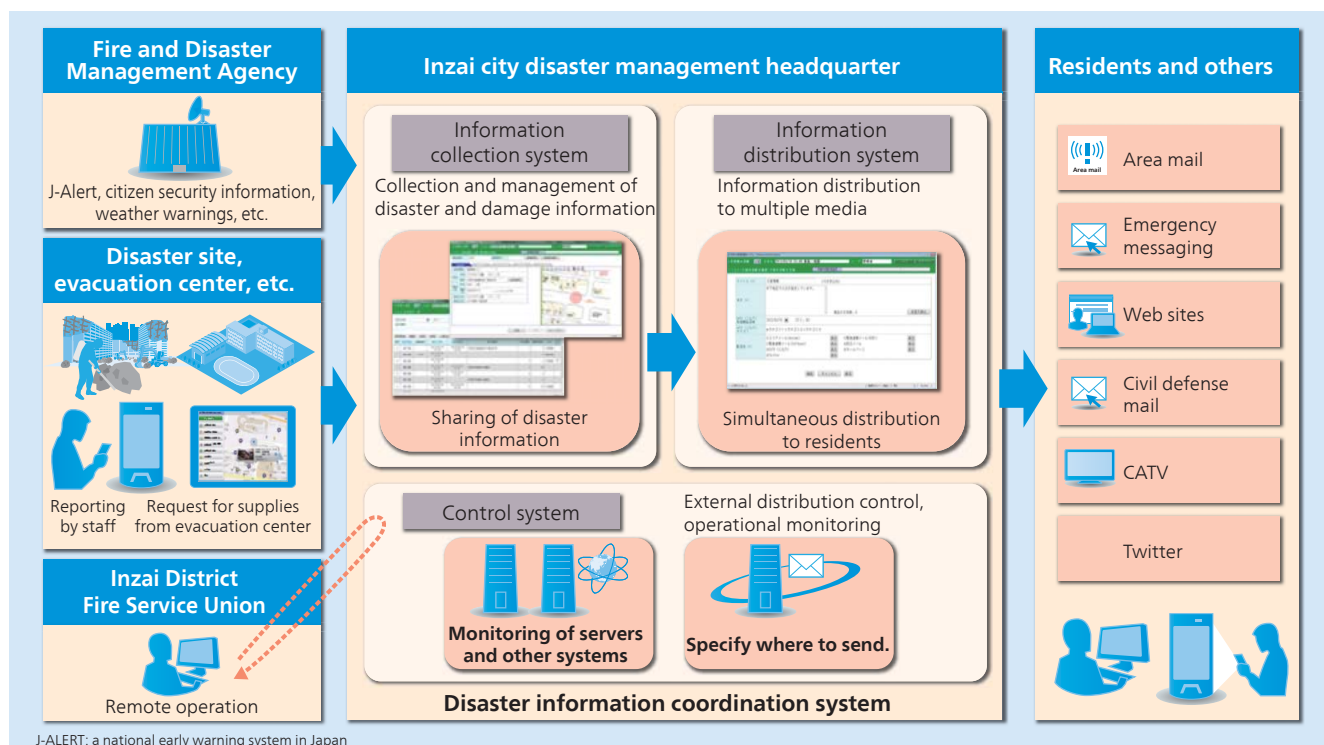 Fire and Disaster
Management Agency
J-Alert, citizen security information,
weather warnings, etc.
Disaster site,
evacuation center, etc.
Reporting
by staff
Request for supplies
from evacuation center
Inzai District
Fire Service Union
Remote operation
Inzai city disaster management headquarter
Information
collection system
Collection and management of
disaster and damage information
Sharing of disaster
information
Information
distribution system
Information distribution
to multiple media
Simultaneous distribution
to residents
Control system
Monitoring of servers
and other systems
External distribution control,
operational monitoring
Specify where to send.
Disaster information coordination system
Residents and others
Area mail
Area mail
Emergency
messaging
Web sites
Civil defense
mail
CATV
Twitter
J-ALERT: a national early warning system in Japan